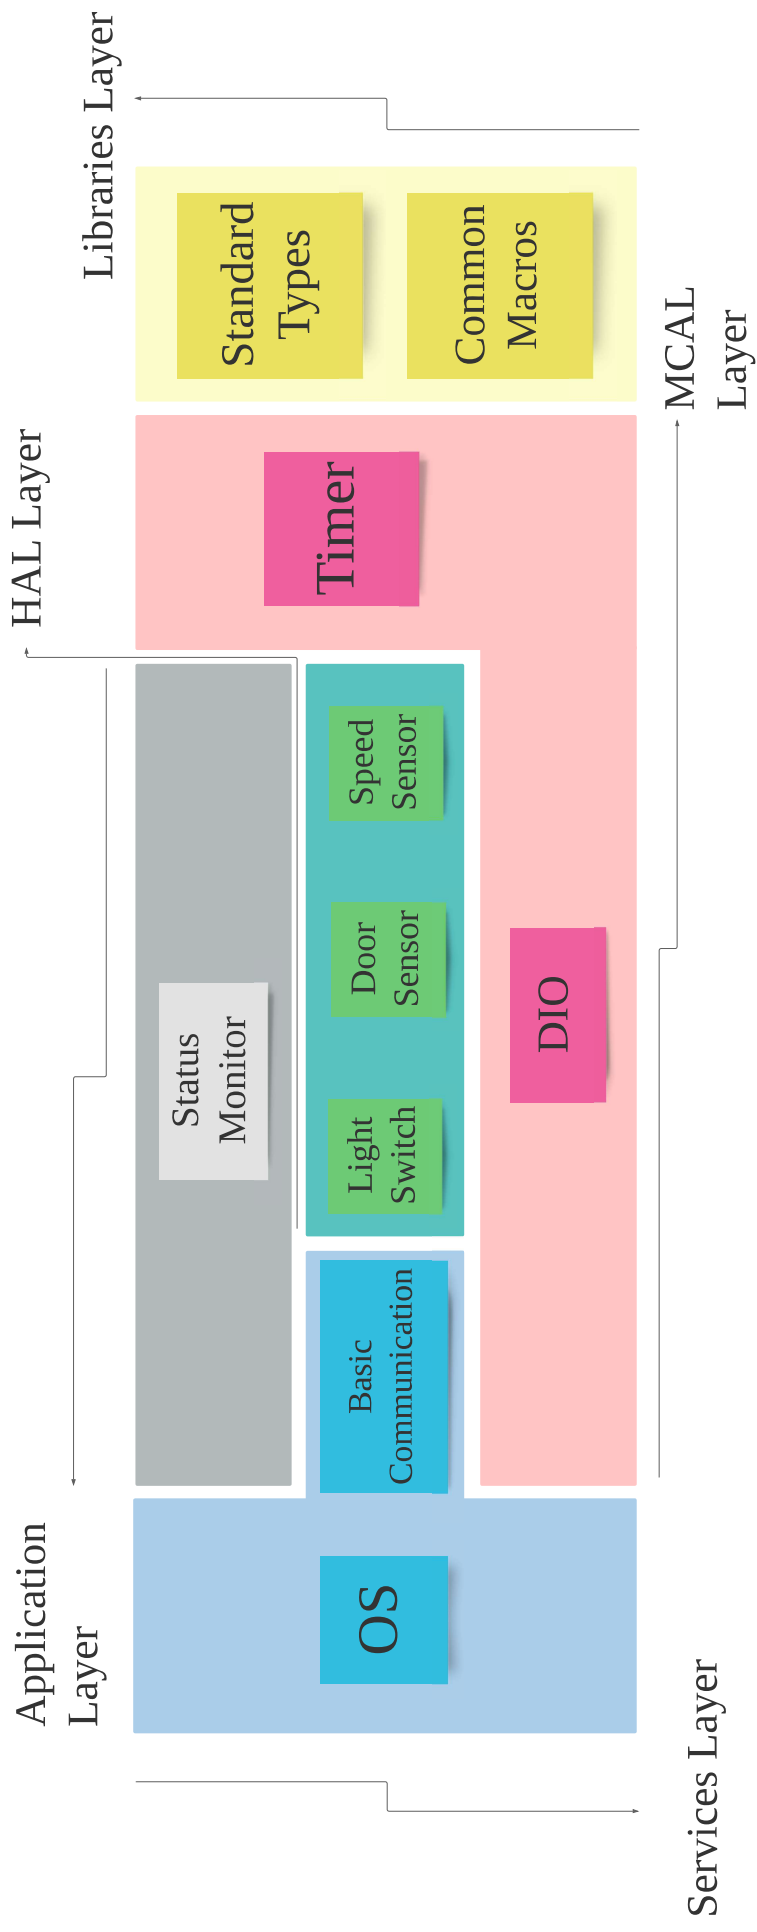 Application
Layer
HAL Layer
Libraries Layer
Status
Monitor
OS
Basic
Communication
Light
Switch
Door
Sensor
Speed
Sensor
Timer
Standard
Types
Common
Macros
DIO
Services Layer
MCAL
Layer